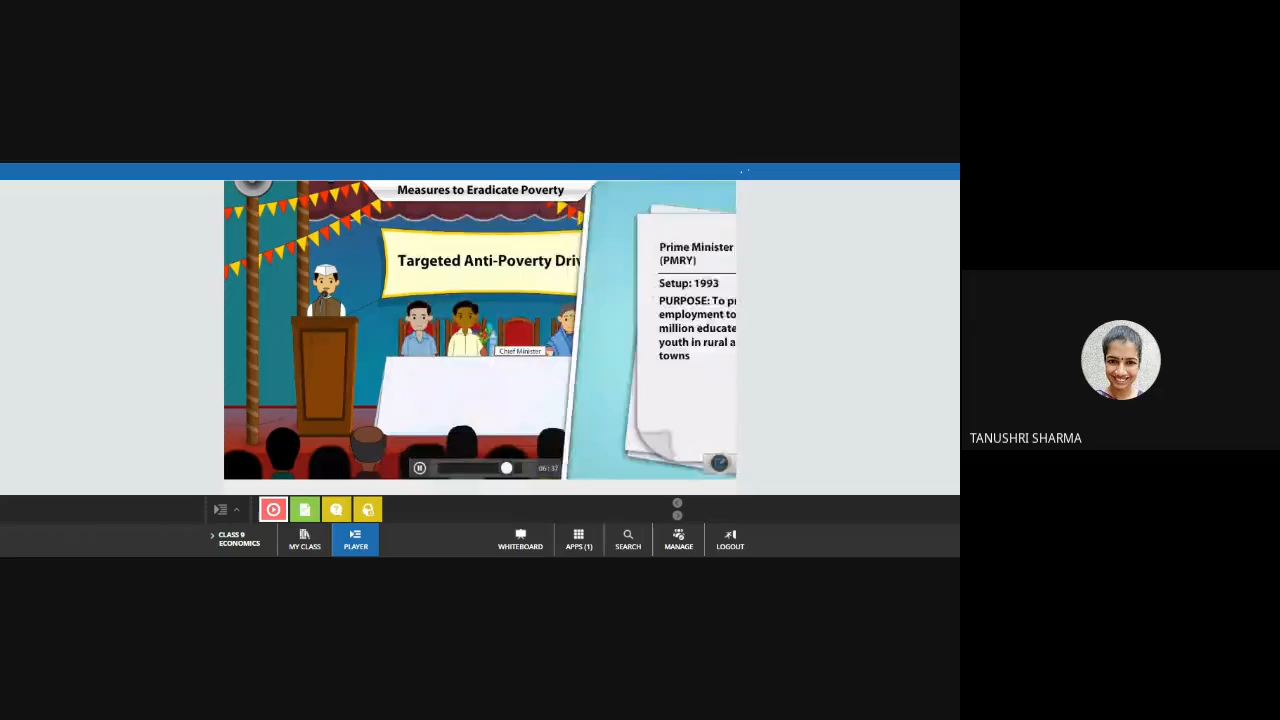 Measures to Eradicate Poverty
Targeted Anti-Poverty Driv
Chief Minister
06:37
Prime Minister
(PMRY)
Setup: 1993
PURPOSE: To pr
employment to
million educate
youth in rural a
towns
TANUSHRI SHARMA
CLASS 9
ECONOMICS
MY CLASS
PLAYER
WHITEBOARD
APPS (1)
SEARCH
MANAGE
LOGOUT